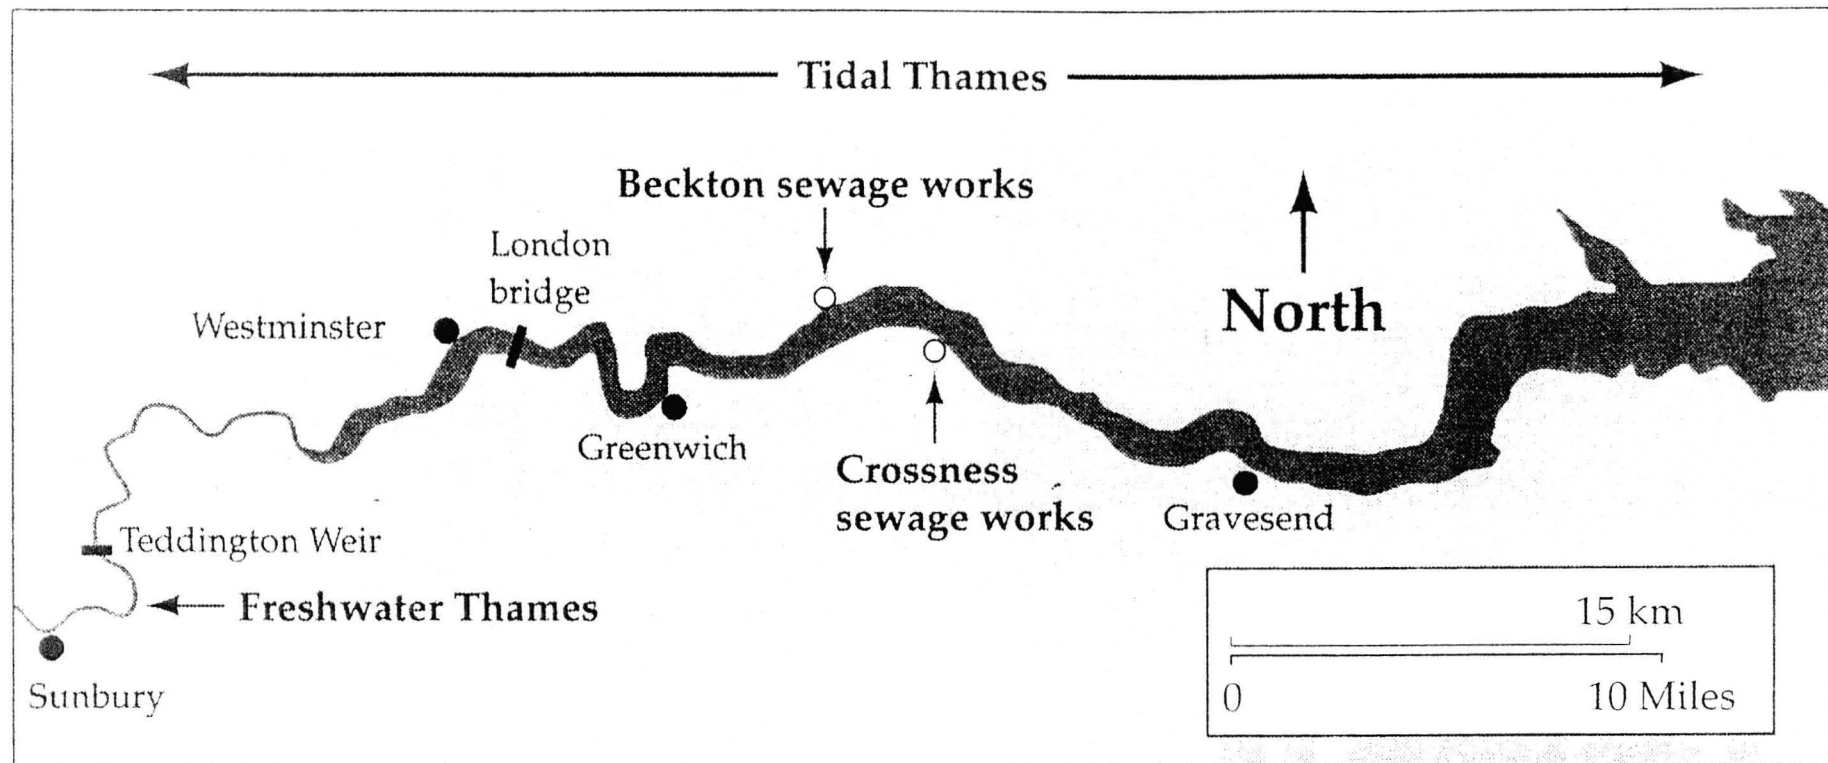 Tidal Thames
Beckton sewage works
London
bridge
North
Westminster
Greenwich
Crossness
sewage works
Gravesend
Teddington Weir
Freshwater Thames
Sunbury
15 km
0
10 Miles